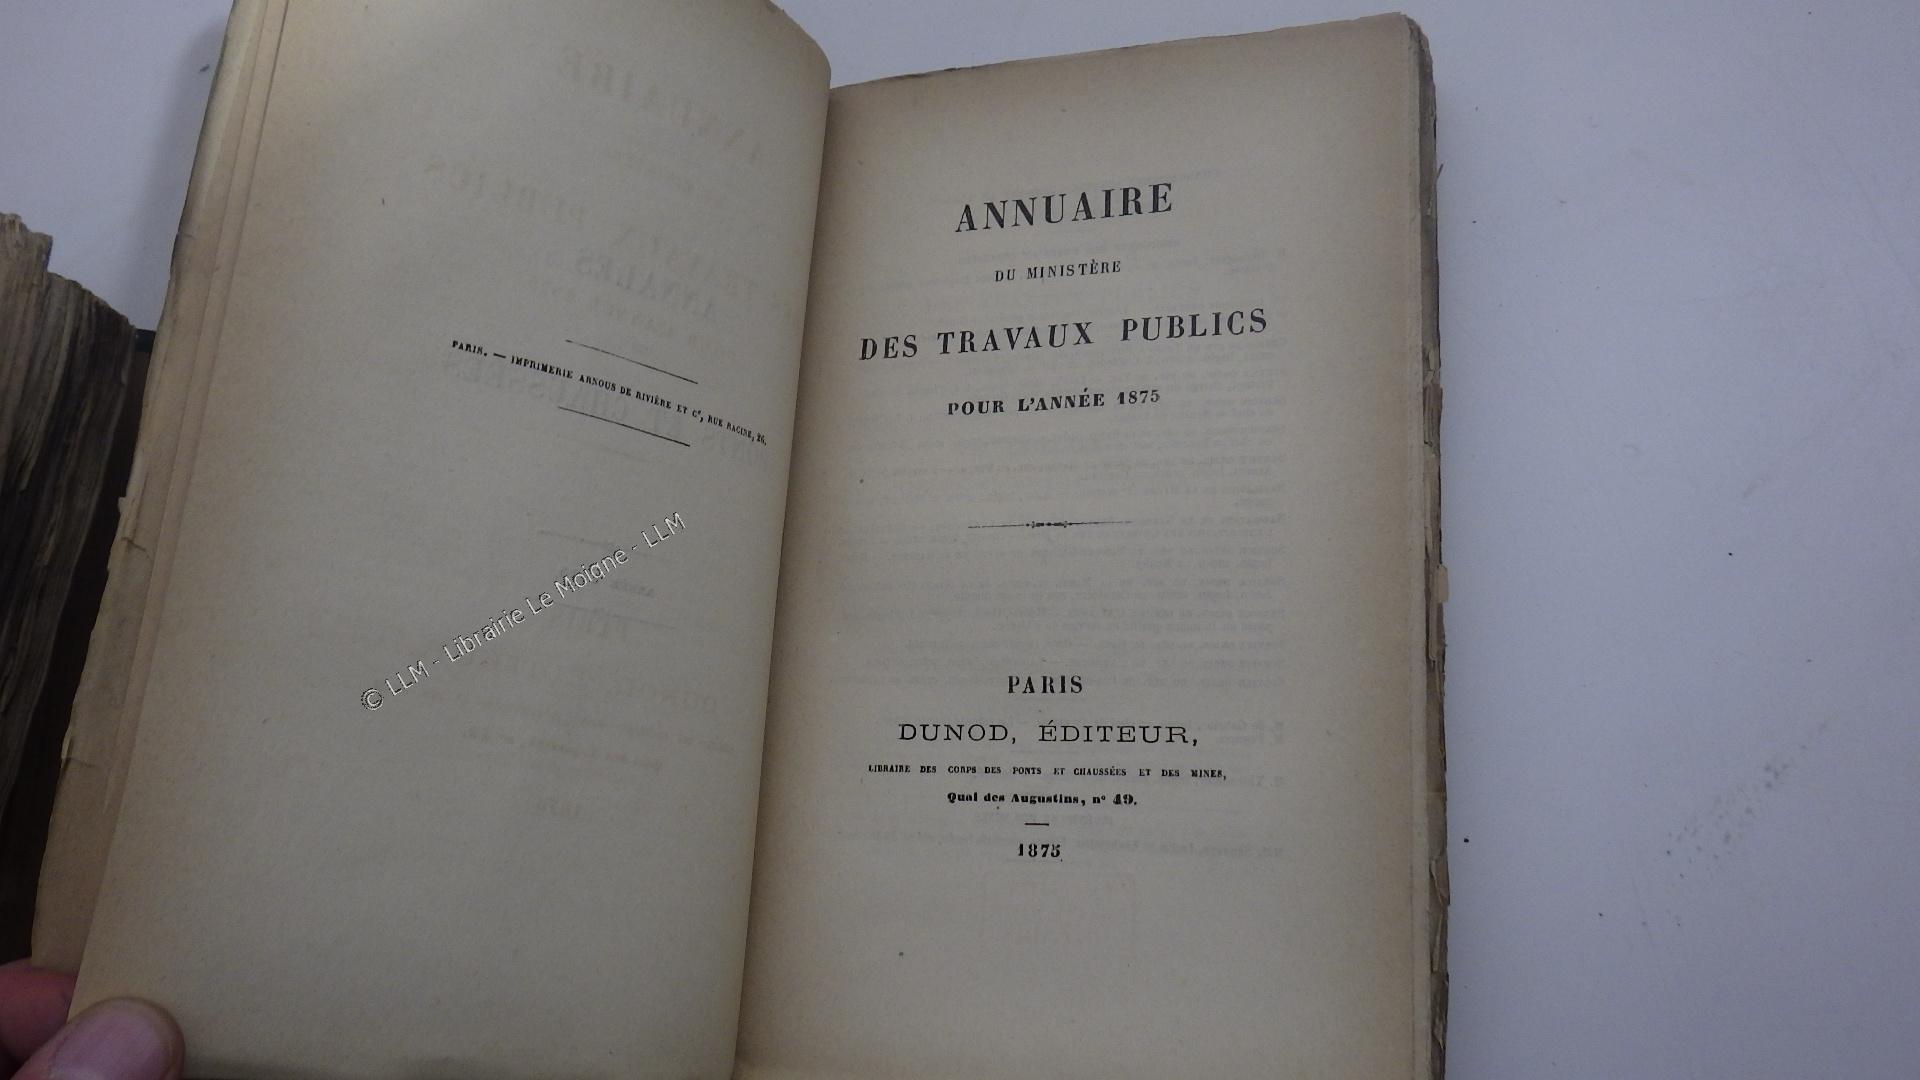 PARIS. — IMPRIMERIE ARNOUS DE RIVIÈRE ET Ce, RUE RACINE, 26.
© LLM - Librairie Le Moigne - LLM
ANNUAIRE
DU MINISTÈRE
DES TRAVAUX PUBLICS
POUR L'ANNÉE 1875
PARIS
DUNOD, ÉDITEUR,
LIBRAIRE DES CORPS DES PONTS ET CHAUSSÉES ET DES MINES,
Quai des Augustins, n° 49.
1875